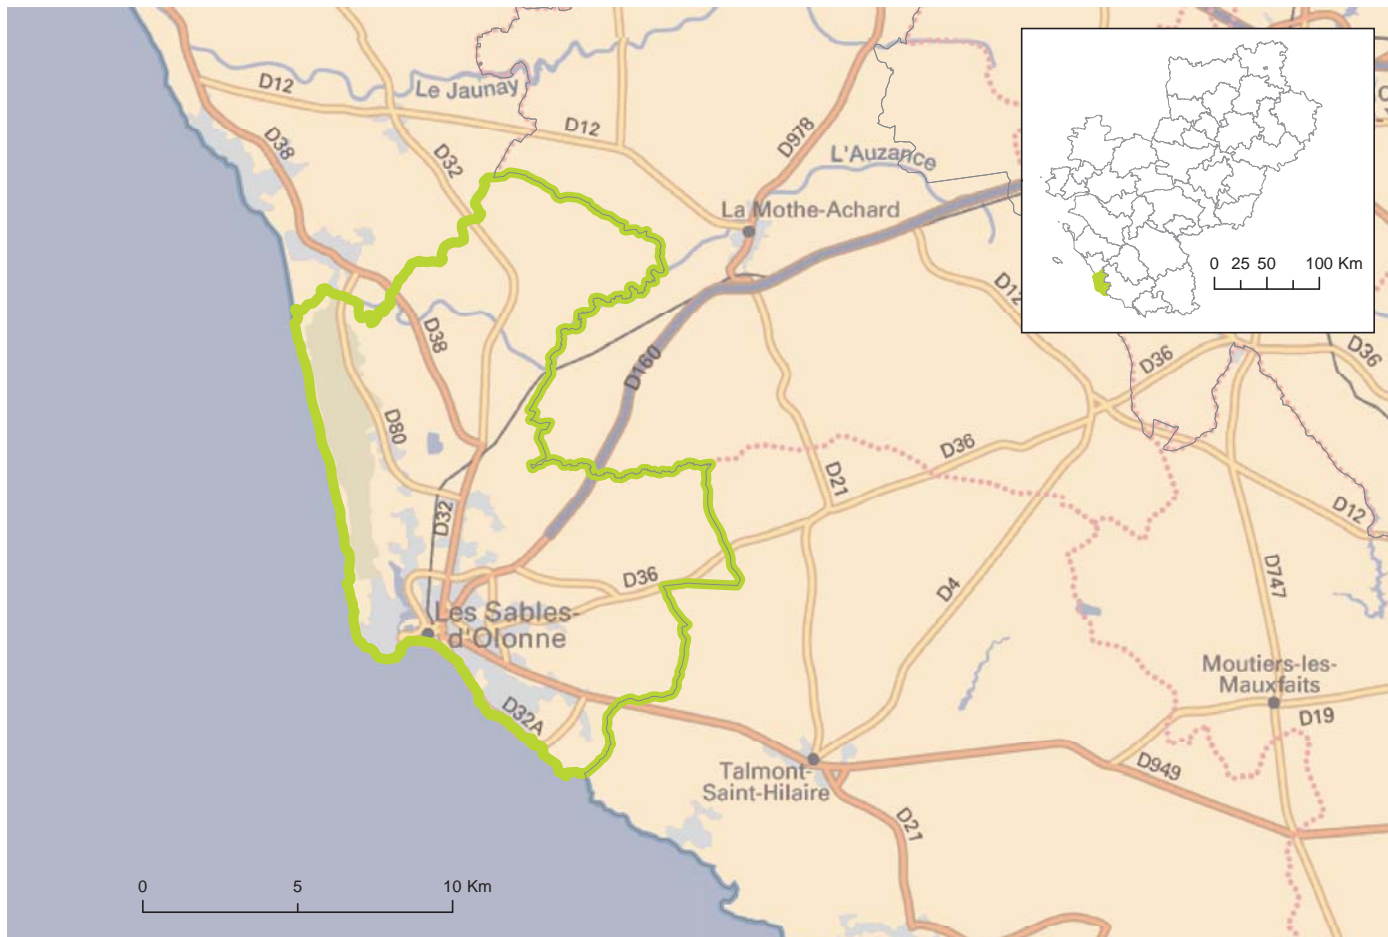 D12
Le Jaunay
D12
D978
L'Auzance
D38
D32
La Mothe-Achard
0 25 50 100 Km
D12
D36
D36
D38
D160
D80
D21
D36
D12
D32
D36
D4
D747
Les Sables-
d'Olonne
Moutiers-les-
Mauxfaits
D19
D32A
Talmont-
Saint-Hilaire
D949
D21
0 5 10 Km